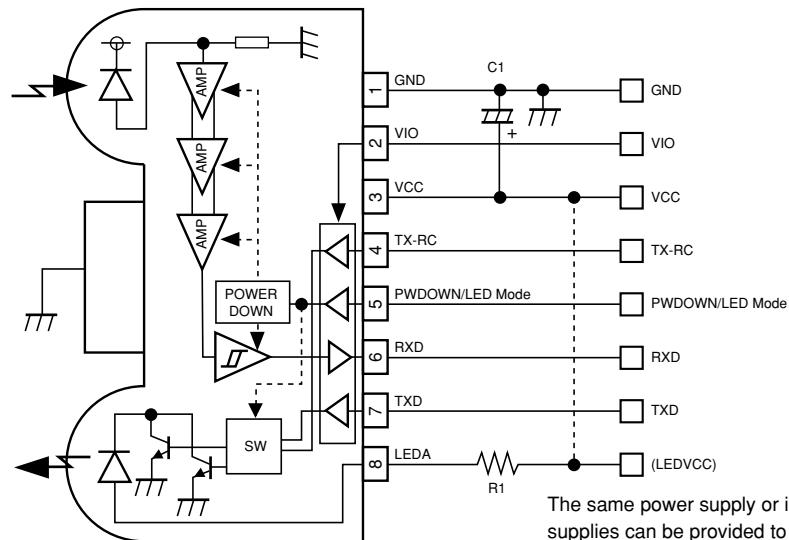 AMP
AMP
AMP
POWER
DOWN
SW
1 GND
2 VIO
3 VCC
4 TX-RC
5 PWDOWN/LED Mode
6 RXD
7 TXD
8 LEDA
C1
+
R1
GND
VIO
VCC
TX-RC
PWDOWN/LED Mode
RXD
TXD
(LEDVCC)
The same power supply or i
supplies can be provided to